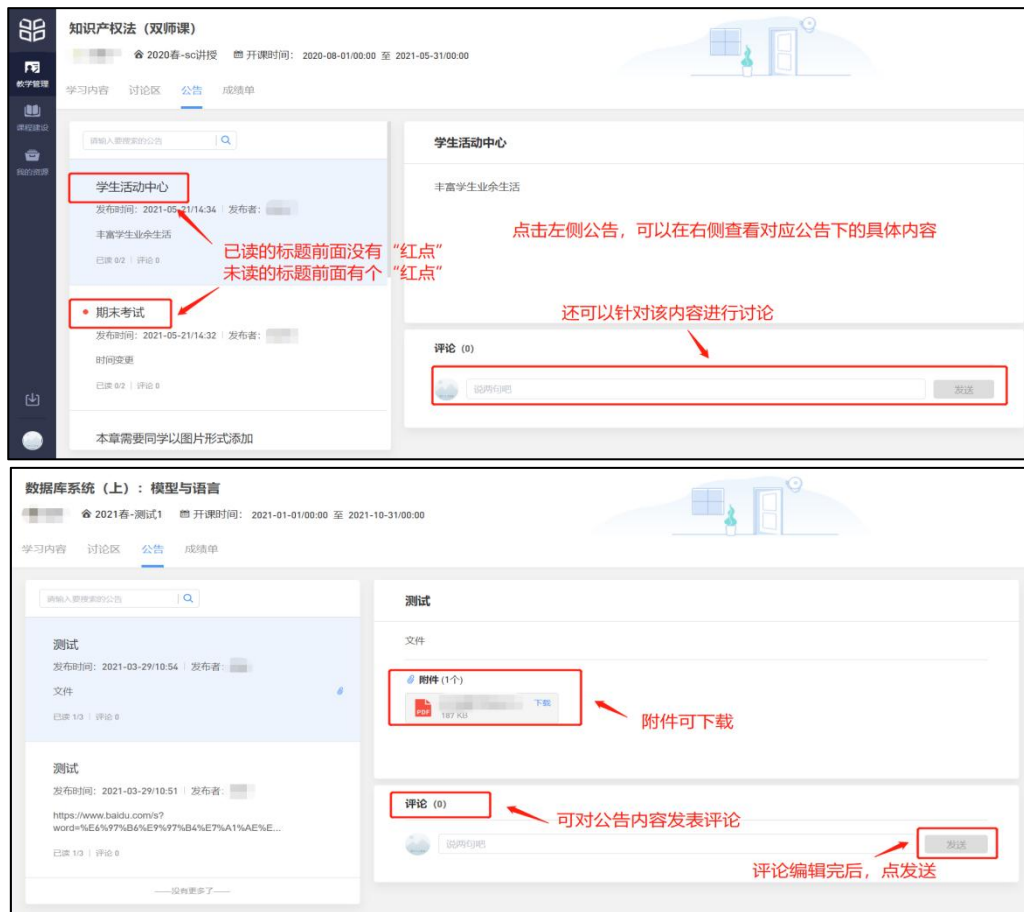 知识产权法（双师课）
2020春-sc讲授 开课时间： 2020-08-01/00:00 至 2021-05-31/00:00
教学管理
学习内容 讨论区 公告 成绩单
课程建设
请输入要搜索的公告
学生活动中心
我的资源
学生活动中心
丰富学生业余生活
发布时间：2021-05-21/14:34 发布者：
点击左侧公告，可以在右侧查看对应公告下的具体内容
丰富学生业余生活
已读的标题前面没有“红点”
已读 0/2 评论 0
未读的标题前面有个“红点”
期末考试
还可以针对该内容进行讨论
发布时间：2021-05-21/14:32 发布者：
评论 (0)
时间变更
已读 0/2 评论 0
说两句吧 发送
本章需要同学以图片形式添加
数据库系统（上）：模型与语言
2021春-测试1 开课时间： 2021-01-01/00:00 至 2021-10-31/00:00
学习内容 讨论区 公告 成绩单
请输入要搜索的公告
测试
测试
文件
发布时间：2021-03-29/10:54 发布者：
附件 (1个)
文件
下载
PDF
187 KB
已读 1/3 评论 0
附件可下载
测试
发布时间：2021-03-29/10:51 发布者：
评论 (0)
https://www.baidu.com/s?
可对公告内容发表评论
word=%E6%97%B6%E9%97%B4%E7%A1%AE%E...
说两句吧 发送
已读 1/3 评论 0
评论编辑完后，点发送
——没有更多了——